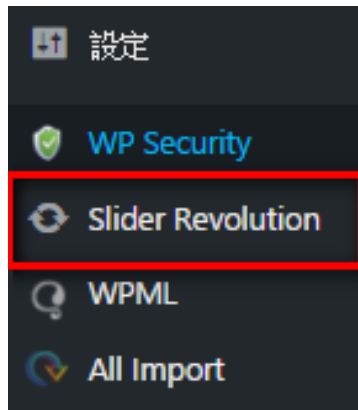 設定
WP Security
Slider Revolution
WPML
All Import